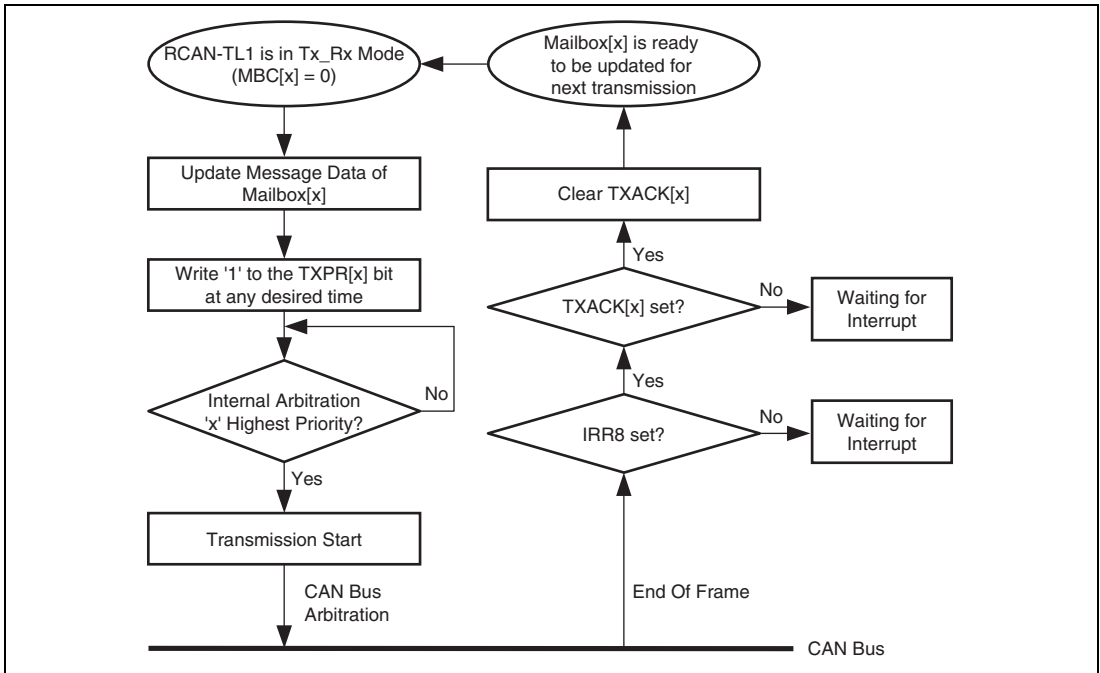 RCAN-TL1 is in Tx_Rx Mode
(MBC[x] = 0)
Update Message Data of
Mailbox[x]
Write '1' to the TXPR[x] bit
at any desired time
Internal Arbitration
'x' Highest Priority?
No
Yes
Transmission Start
CAN Bus
Arbitration
Mailbox[x] is ready
to be updated for
next transmission
Clear TXACK[x]
Yes
TXACK[x] set?
No
Waiting for
Interrupt
Yes
IRR8 set?
No
Waiting for
Interrupt
End Of Frame
CAN Bus